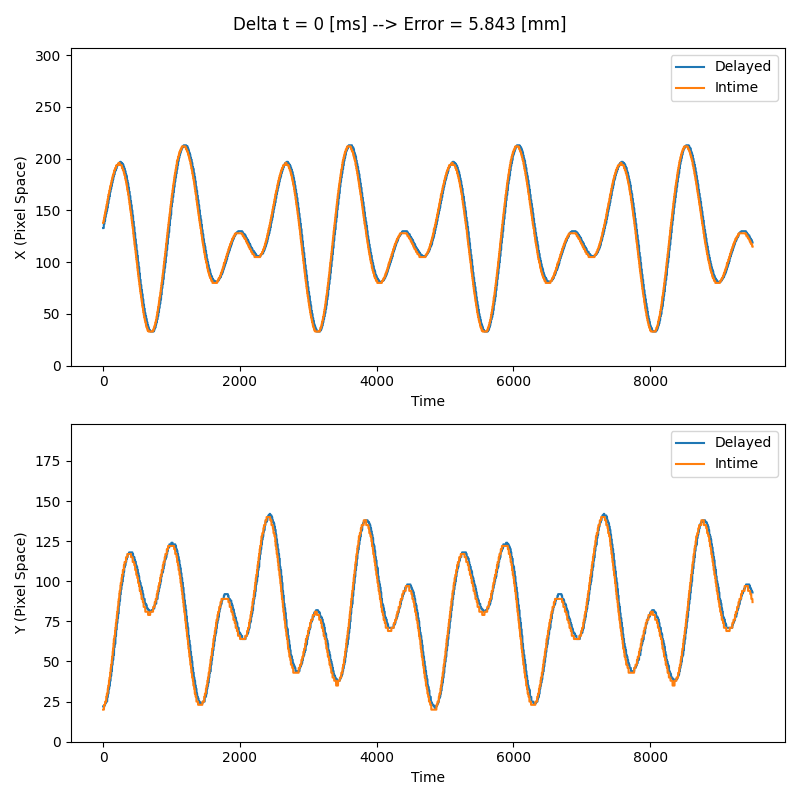 Delta t = 0 [ms] --> Error = 5.843 [mm]
300
250
200
150
100
50
0
X (Pixel Space)
Delayed
Intime
0 2000 4000 6000 8000
Time
175
150
125
100
75
50
25
0
Y (Pixel Space)
Delayed
Intime
0 2000 4000 6000 8000
Time